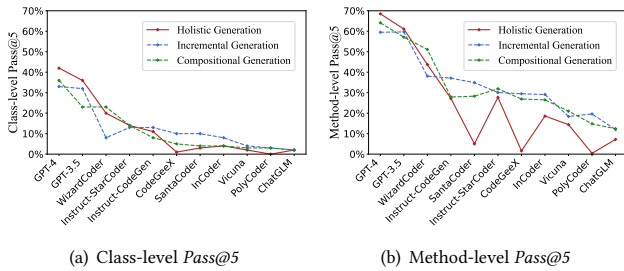 70%
60%
50%
40%
30%
20%
10%
0%
Class-level Pass@5
Holistic Generation
Incremental Generation
Compositional Generation
GPT-4
GPT-3.5
WizardCoder
Instruct-StarCoder
Instruct-CodeGen
CodeGeeX
SantaCoder
InCoder
Vicuna
PolyCoder
ChatGLM
(a) Class-level Pass@5
70%
60%
50%
40%
30%
20%
10%
0%
Method-level Pass@5
Holistic Generation
Incremental Generation
Compositional Generation
GPT-4
GPT-3.5
WizardCoder
Instruct-CodeGen
SantaCoder
Instruct-StarCoder
CodeGeeX
InCoder
Vicuna
PolyCoder
ChatGLM
(b) Method-level Pass@5